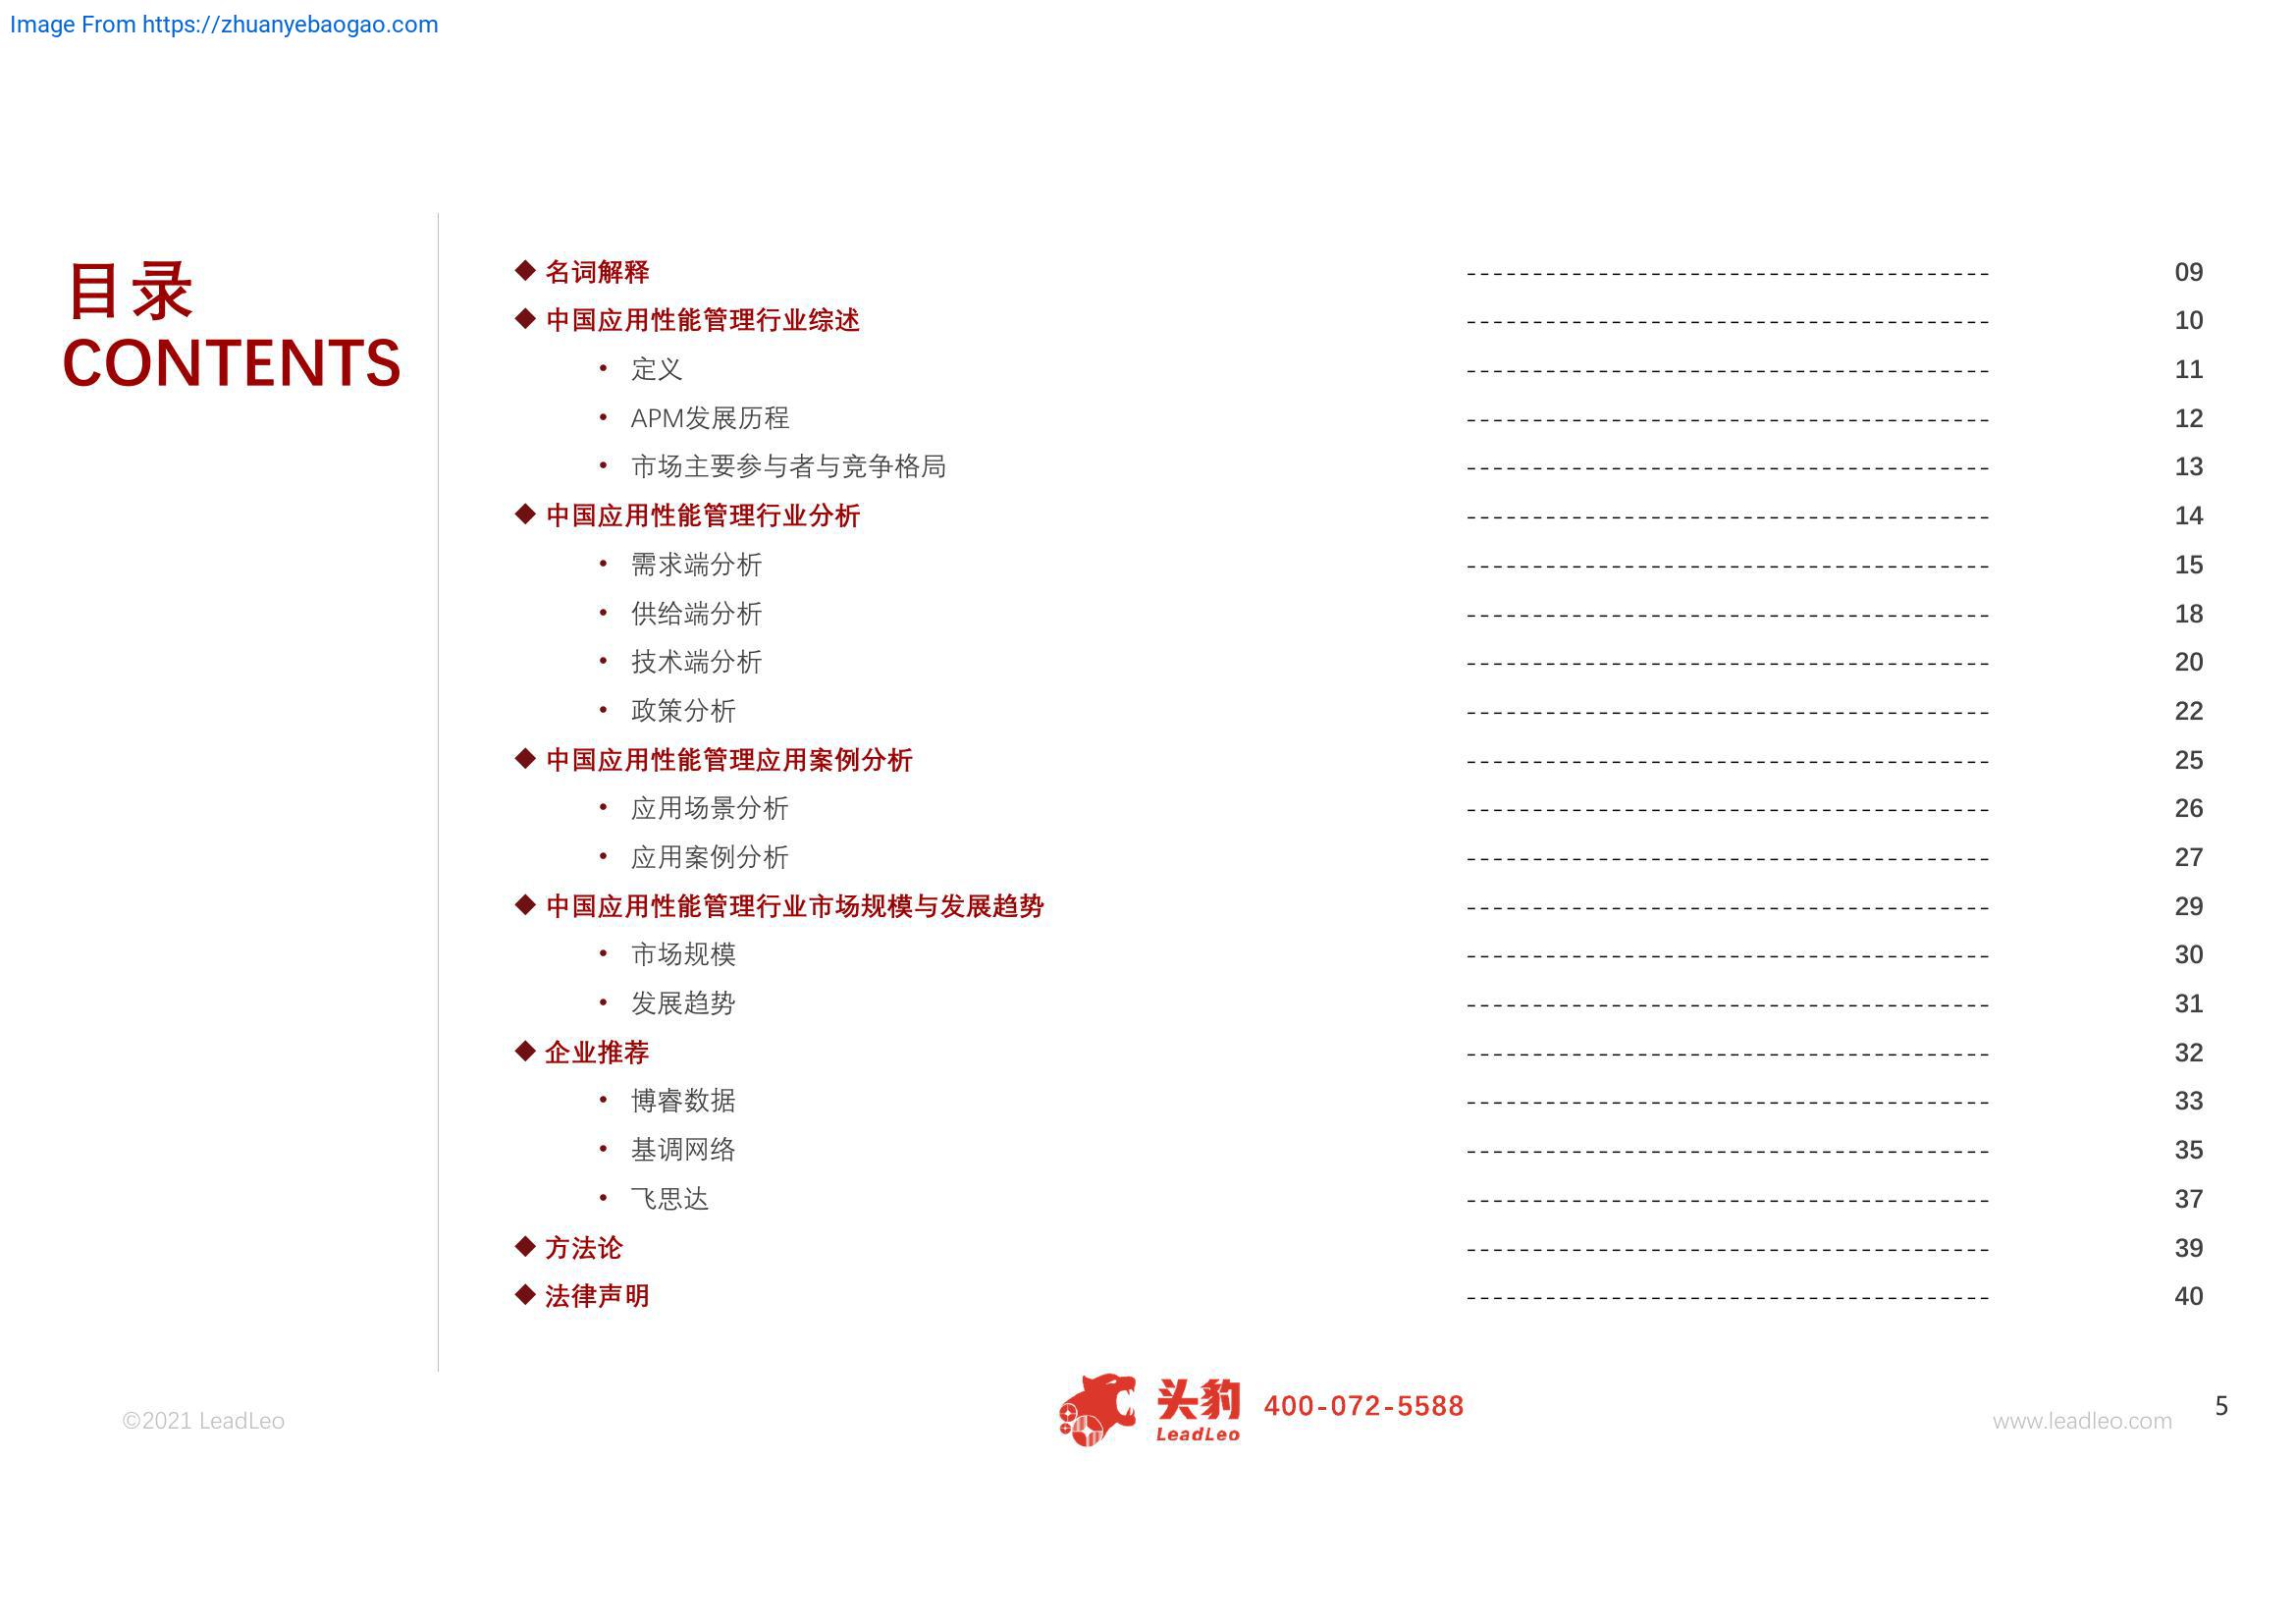 Image From https://zhuanyebaogao.com
目录
CONTENTS
◆ 名词解释 ---------------------------------------- 09
◆ 中国应用性能管理行业综述 ---------------------------------------- 10
• 定义 ---------------------------------------- 11
• APM发展历程 ---------------------------------------- 12
• 市场主要参与者与竞争格局 ---------------------------------------- 13
◆ 中国应用性能管理行业分析 ---------------------------------------- 14
• 需求端分析 ---------------------------------------- 15
• 供给端分析 ---------------------------------------- 18
• 技术端分析 ---------------------------------------- 20
• 政策分析 ---------------------------------------- 22
◆ 中国应用性能管理应用案例分析 ---------------------------------------- 25
• 应用场景分析 ---------------------------------------- 26
• 应用案例分析 ---------------------------------------- 27
◆ 中国应用性能管理行业市场规模与发展趋势 ---------------------------------------- 29
• 市场规模 ---------------------------------------- 30
• 发展趋势 ---------------------------------------- 31
◆ 企业推荐 ---------------------------------------- 32
• 博睿数据 ---------------------------------------- 33
• 基调网络 ---------------------------------------- 35
• 飞思达 ---------------------------------------- 37
◆ 方法论 ---------------------------------------- 39
◆ 法律声明 ---------------------------------------- 40
©2021 LeadLeo
头豹
LeadLeo
400-072-5588
www.leadleo.com
5